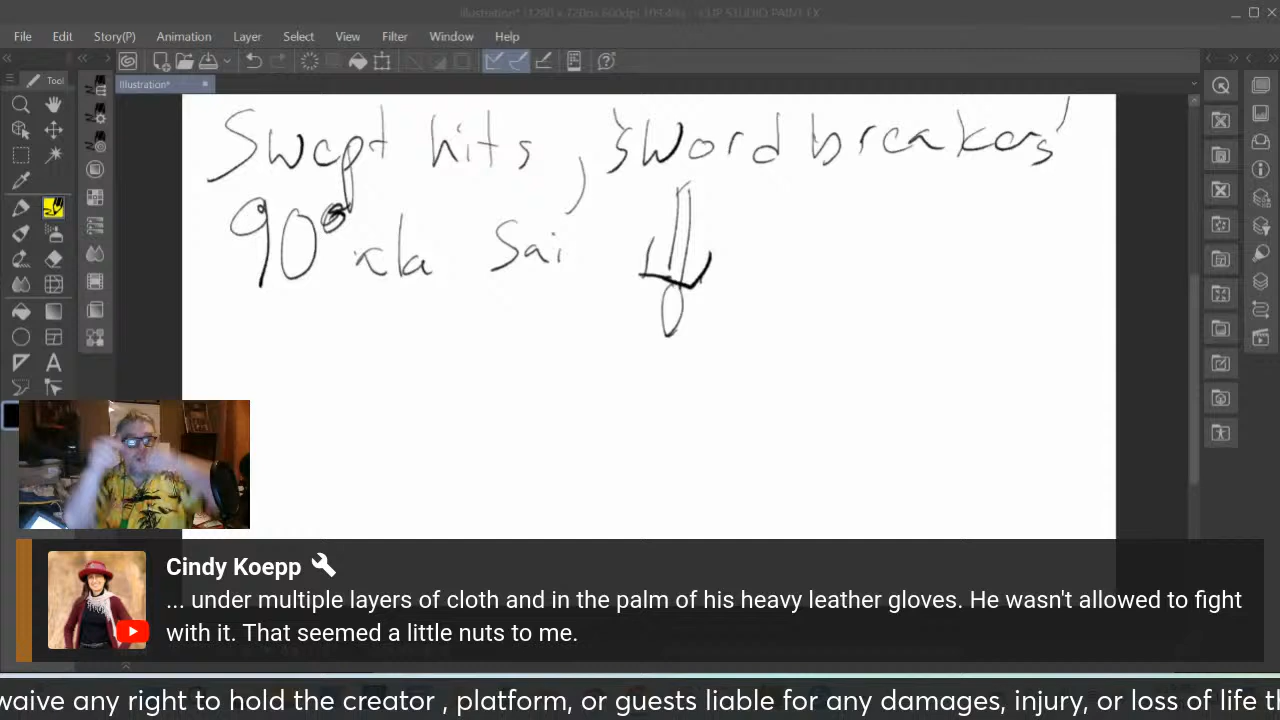 File Edit Story(P) Animation Layer Select View Filter Window Help
Tool
Illustration*
Swept hits, 'sword breakers'
90° ala Sai
Cindy Koepp
... under multiple layers of cloth and in the palm of his heavy leather gloves. He wasn't allowed to fight
with it. That seemed a little nuts to me.
waive any right to hold the creator , platform, or guests liable for any damages, injury, or loss of life